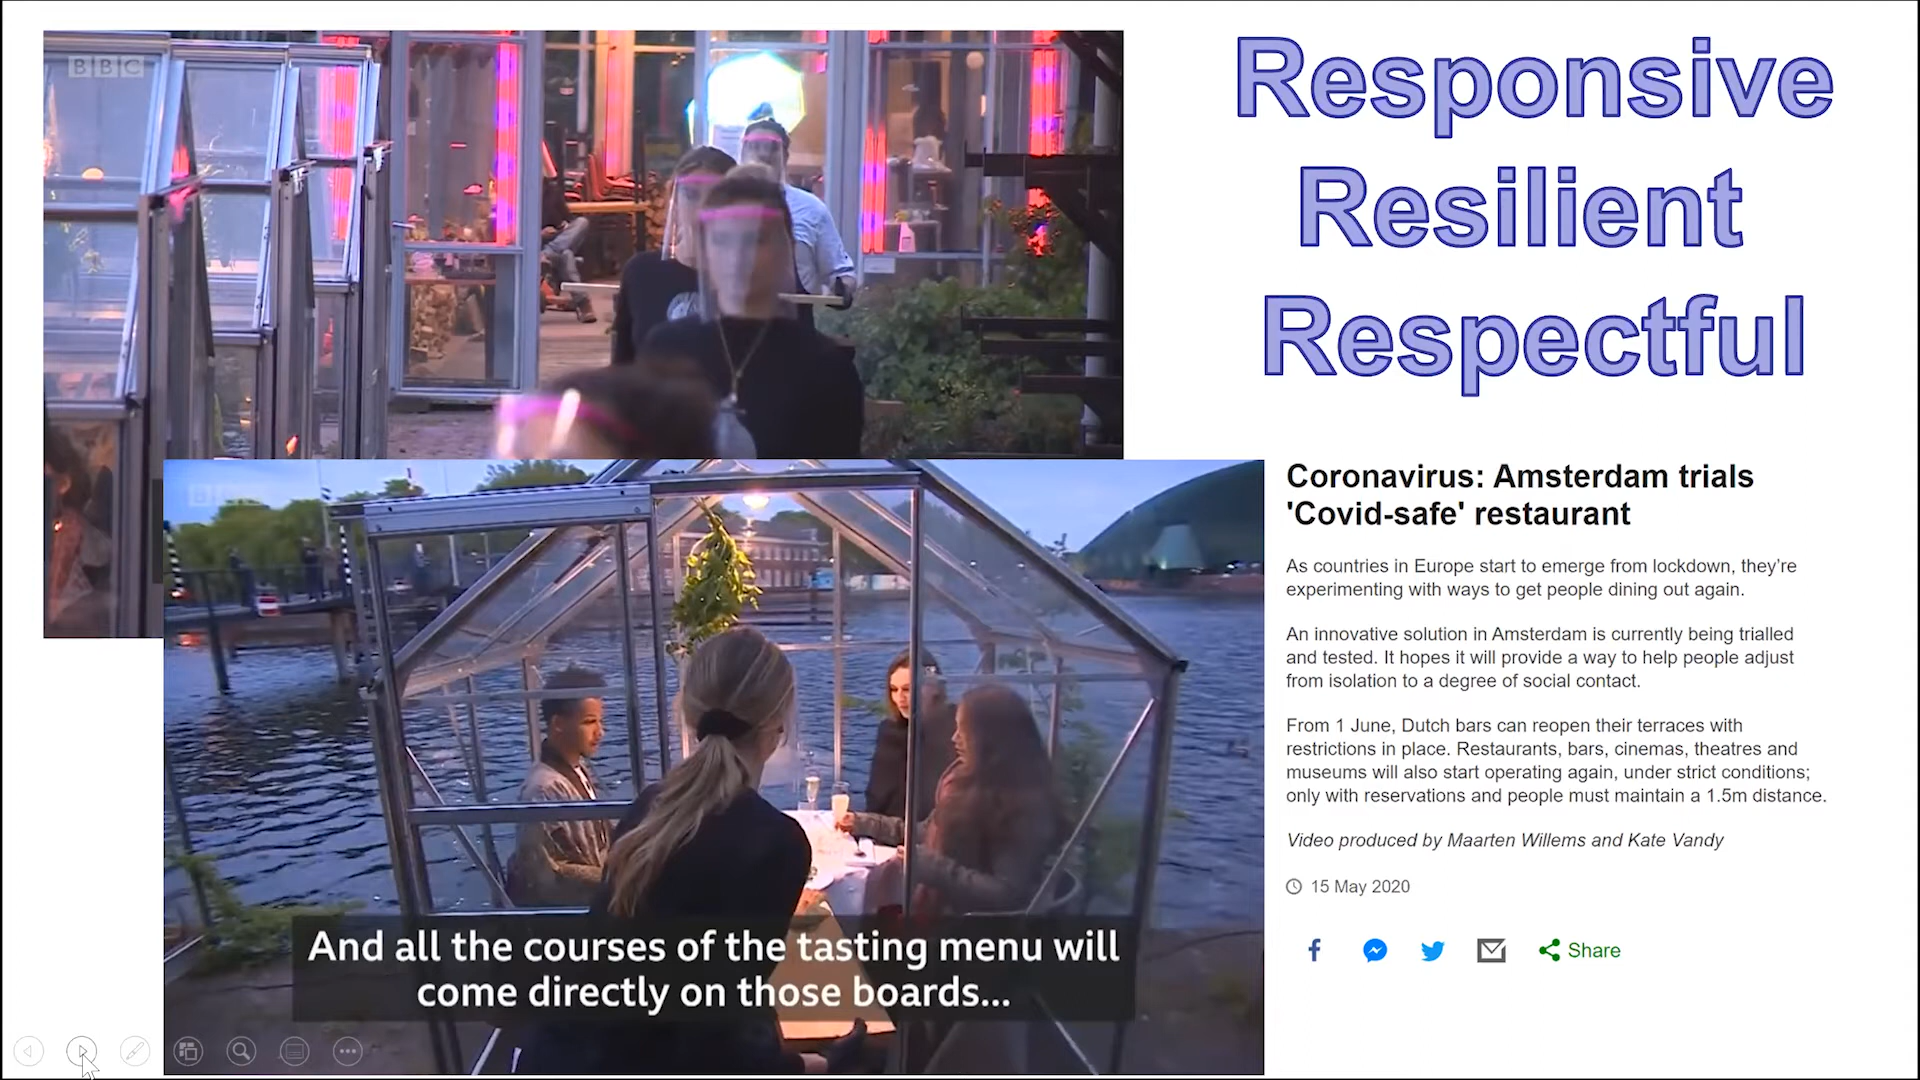 BBC
Responsive
Resilient
Respectful
Coronavirus: Amsterdam trials
'Covid-safe' restaurant
As countries in Europe start to emerge from lockdown, they're
experimenting with ways to get people dining out again.
An innovative solution in Amsterdam is currently being trialled
and tested. It hopes it will provide a way to help people adjust
from isolation to a degree of social contact.
From 1 June, Dutch bars can reopen their terraces with
restrictions in place. Restaurants, bars, cinemas, theatres and
museums will also start operating again, under strict conditions;
only with reservations and people must maintain a 1.5m distance.
Video produced by Maarten Willems and Kate Vandy
15 May 2020
Share
And all the courses of the tasting menu will
come directly on those boards...